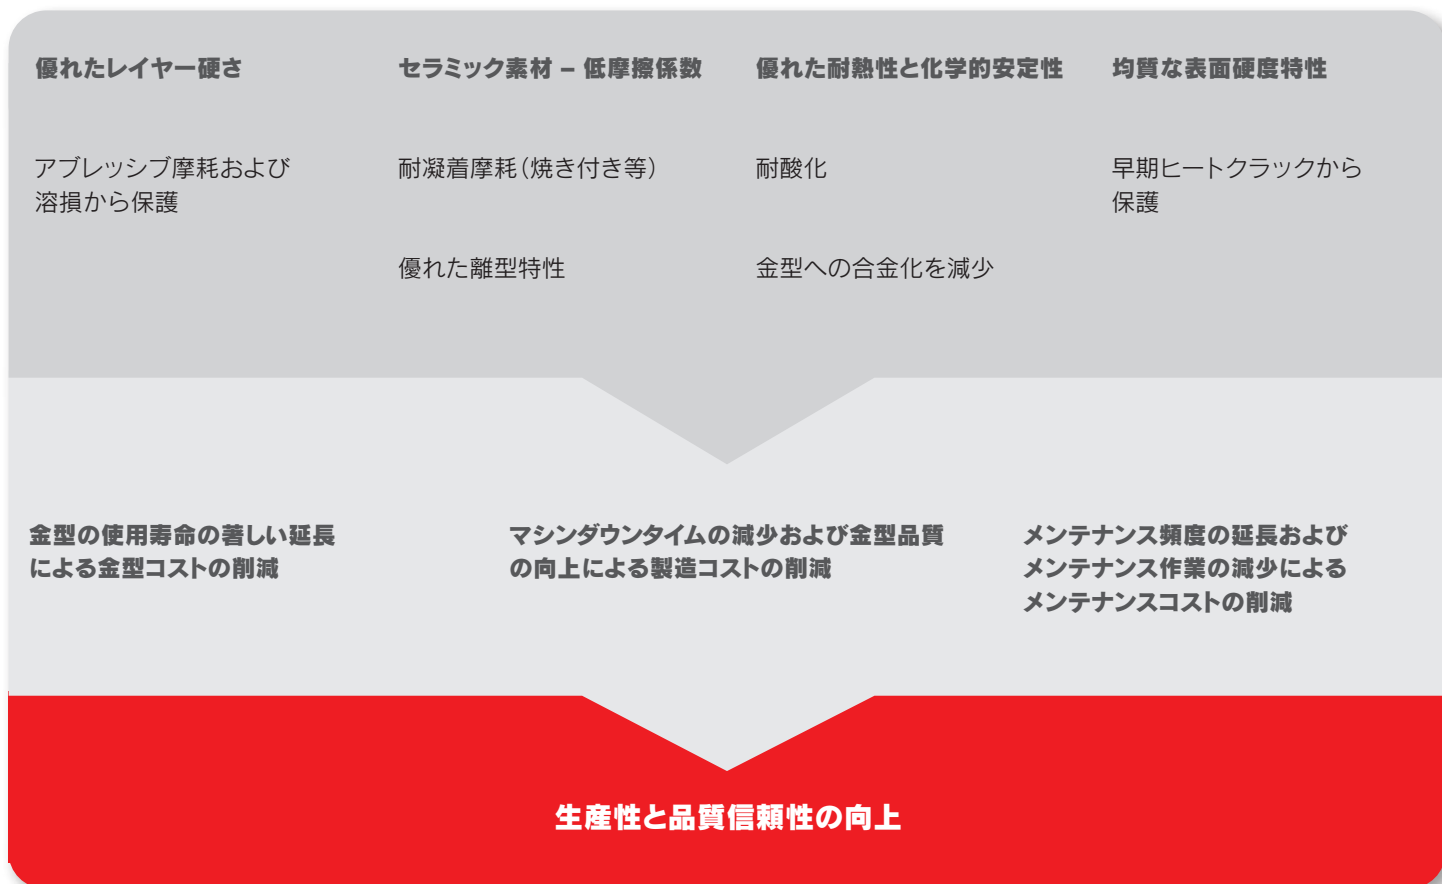 優れたレイヤー硬さ
アブレッシブ摩耗および
溶損から保護
セラミック素材 – 低摩擦係数
耐凝着摩耗（焼き付き等）
優れた離型特性
優れた耐熱性と化学的安定性
耐酸化
金型への合金化を減少
均質な表面硬度特性
早期ヒートクラックから
保護
金型の使用寿命の著しい延長
による金型コストの削減
マシンダウンタイムの減少および金型品質
の向上による製造コストの削減
メンテナンス頻度の延長および
メンテナンス作業の減少による
メンテナンスコストの削減
生産性と品質信頼性の向上